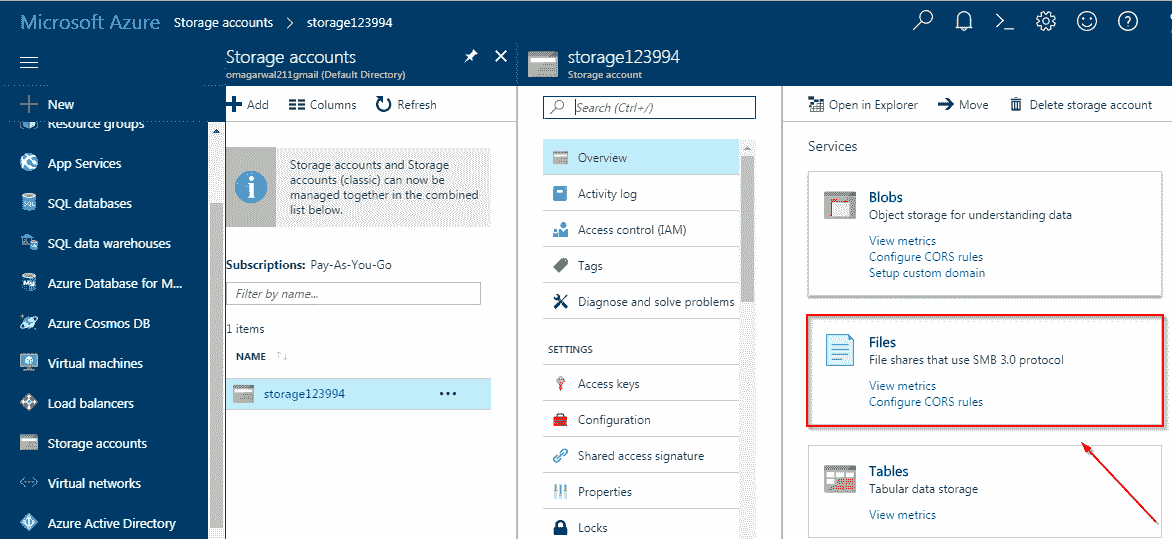 Microsoft Azure Storage accounts storage123994
New
Resource groups
App Services
SQL databases
SQL data warehouses
Azure Database for M...
Azure Cosmos DB
Virtual machines
Load balancers
Storage accounts
Virtual networks
Azure Active Directory
Storage accounts
omagarwal211gmail (Default Directory)
Add Columns Refresh
Storage accounts and Storage
accounts (classic) can now be
managed together in the combined
list below.
Subscriptions: Pay-As-You-Go
Filter by name...
1 items
NAME
storage123994 •••
storage123994
Storage account
Search (Ctrl+/)
Overview
Activity log
Access control (IAM)
Tags
Diagnose and solve problems
SETTINGS
Access keys
Configuration
Shared access signature
Properties
Locks
Open in Explorer Move Delete storage account
Services
Blobs
Object storage for understanding data
View metrics
Configure CORS rules
Setup custom domain
Files
File shares that use SMB 3.0 protocol
View metrics
Configure CORS rules
Tables
Tabular data storage
View metrics